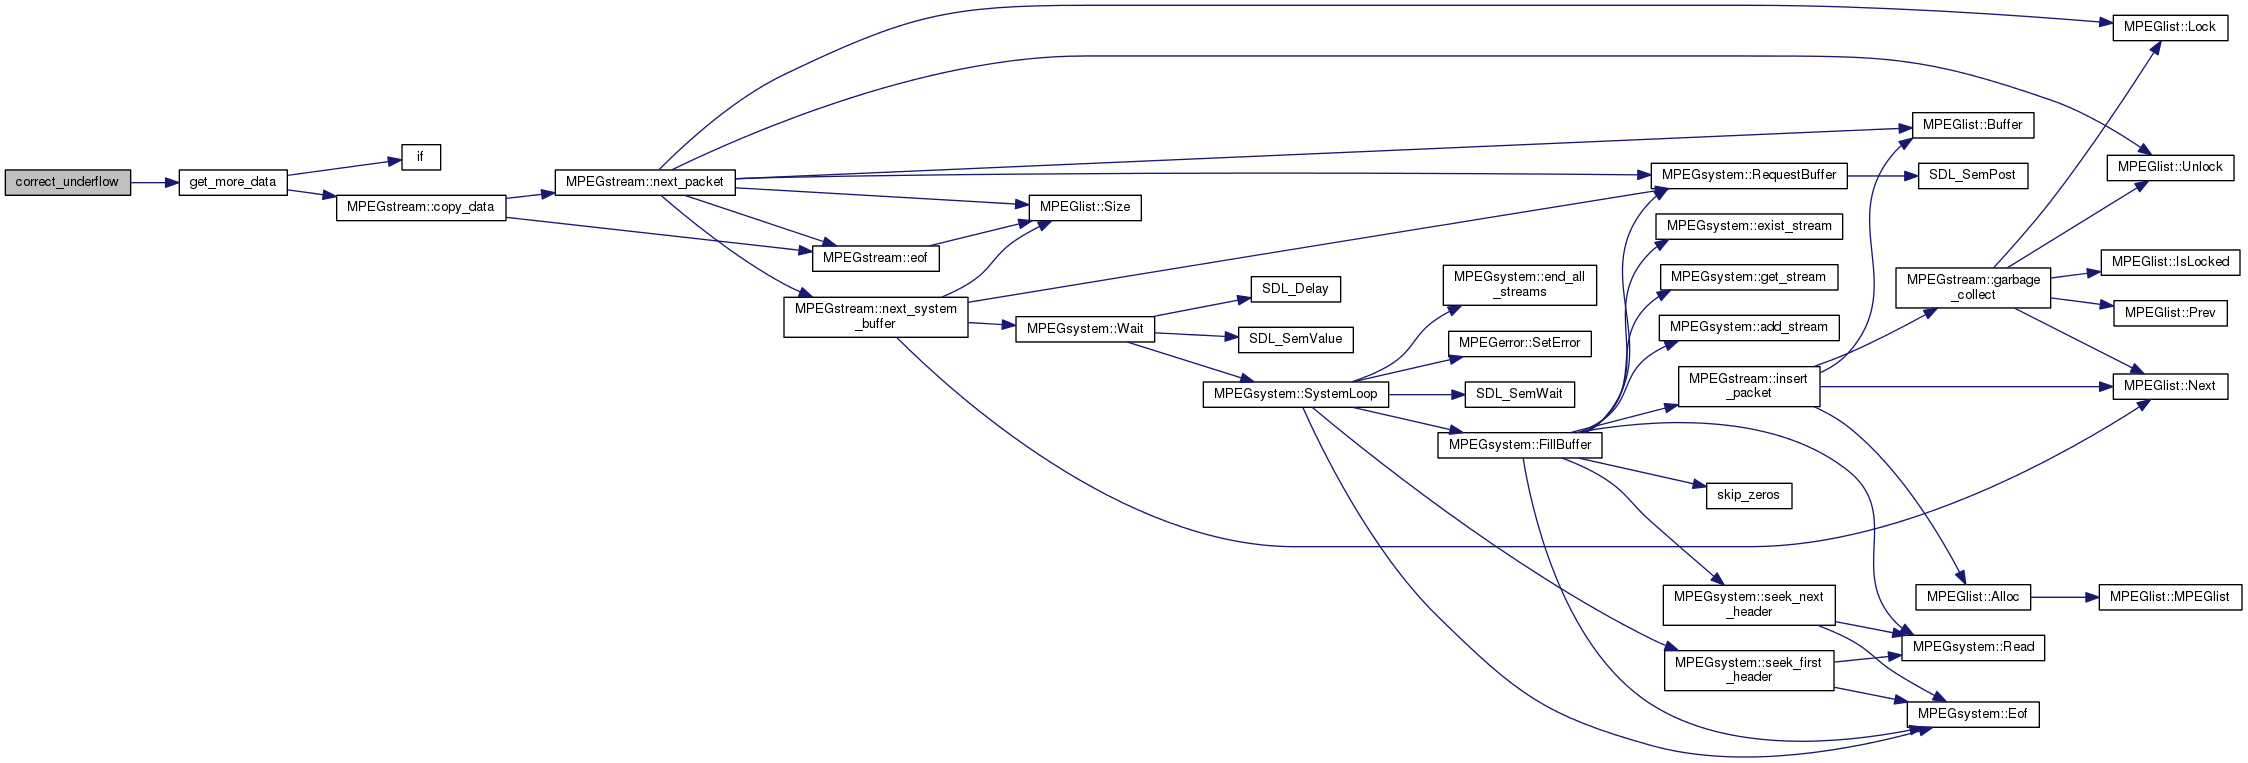 correct_underflow
get_more_data
if
MPEGstream::copy_data
MPEGstream::next_packet
MPEGlist::Size
MPEGstream::eof
MPEGstream::next_system
_buffer
MPEGsystem::Wait
SDL_Delay
SDL_SemValue
MPEGsystem::SystemLoop
MPEGsystem::end_all
_streams
MPEGerror::SetError
SDL_SemWait
MPEGsystem::FillBuffer
MPEGsystem::RequestBuffer
MPEGsystem::exist_stream
MPEGsystem::get_stream
MPEGsystem::add_stream
MPEGstream::insert
_packet
skip_zeros
MPEGsystem::seek_next
_header
MPEGsystem::seek_first
_header
MPEGlist::Buffer
SDL_SemPost
MPEGstream::garbage
_collect
MPEGlist::Alloc
MPEGsystem::Read
MPEGsystem::Eof
MPEGlist::Lock
MPEGlist::Unlock
MPEGlist::IsLocked
MPEGlist::Prev
MPEGlist::Next
MPEGlist::MPEGlist